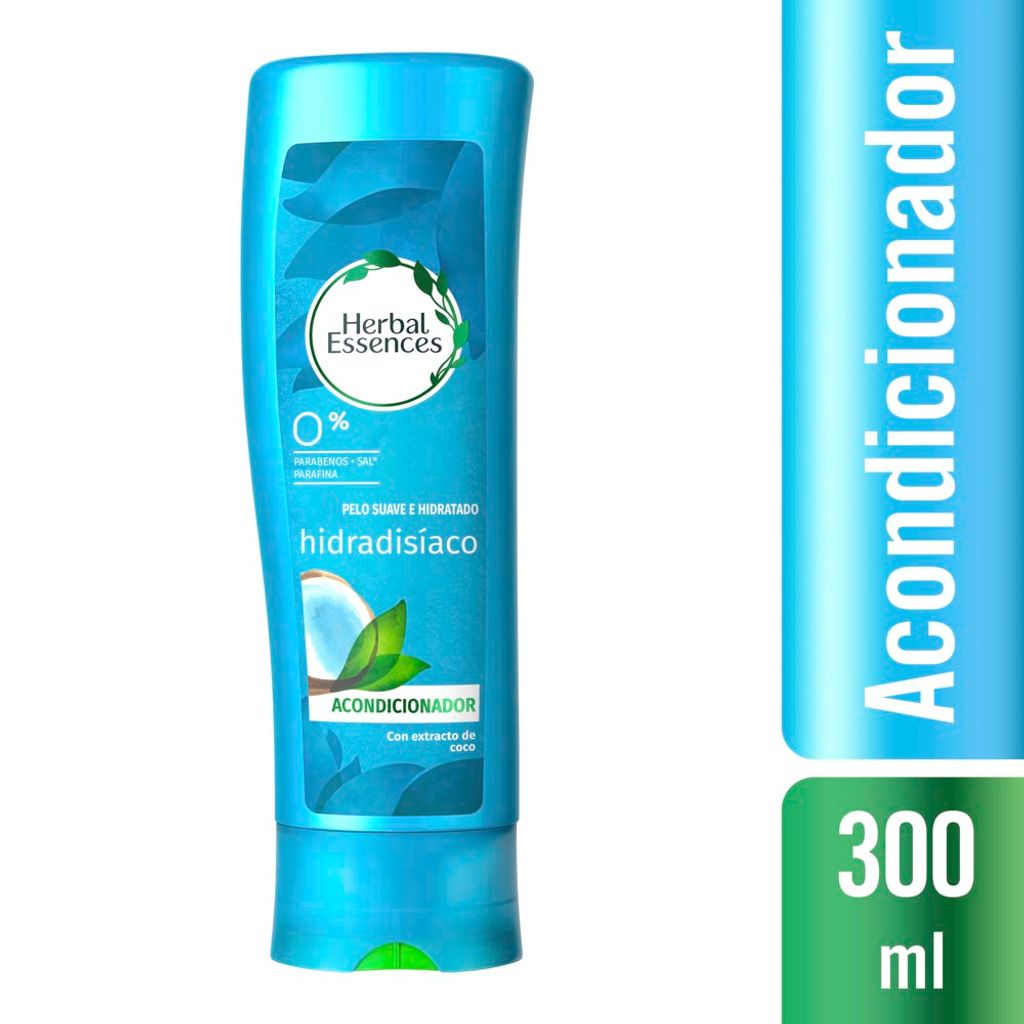 Herbal
Essences
0%
PARABENOS - SAL*
PARAFINA
PELO SUAVE E HIDRATADO
hidradisíaco
ACONDICIONADOR
Con extracto de
coco
Acondicionador
300
ml